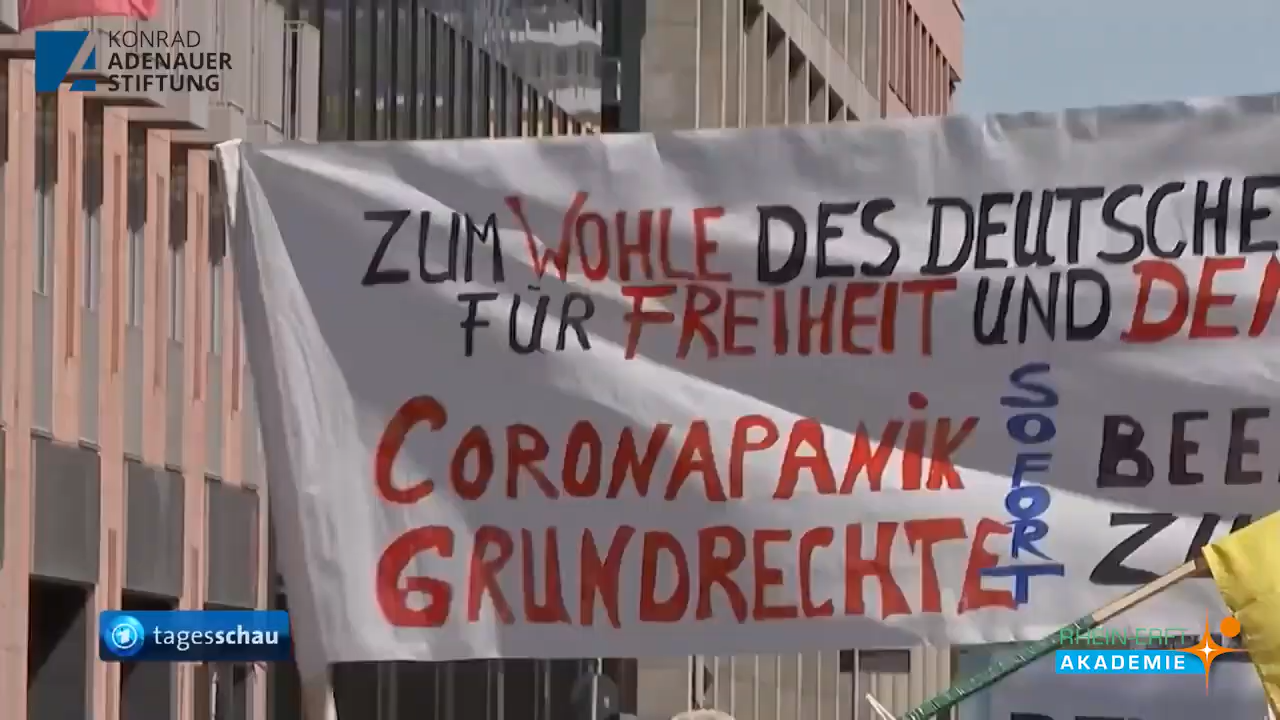 KONRAD
ADENAUER
STIFTUNG
ZUM WOHLE DES DEUTSCHE
FÜR FREIHEIT UND DE
CORONAPANIK SOFORT BEE
GRUNDRECHTE ZU
tagesschau
RHEIN-ERFT
AKADEMIE